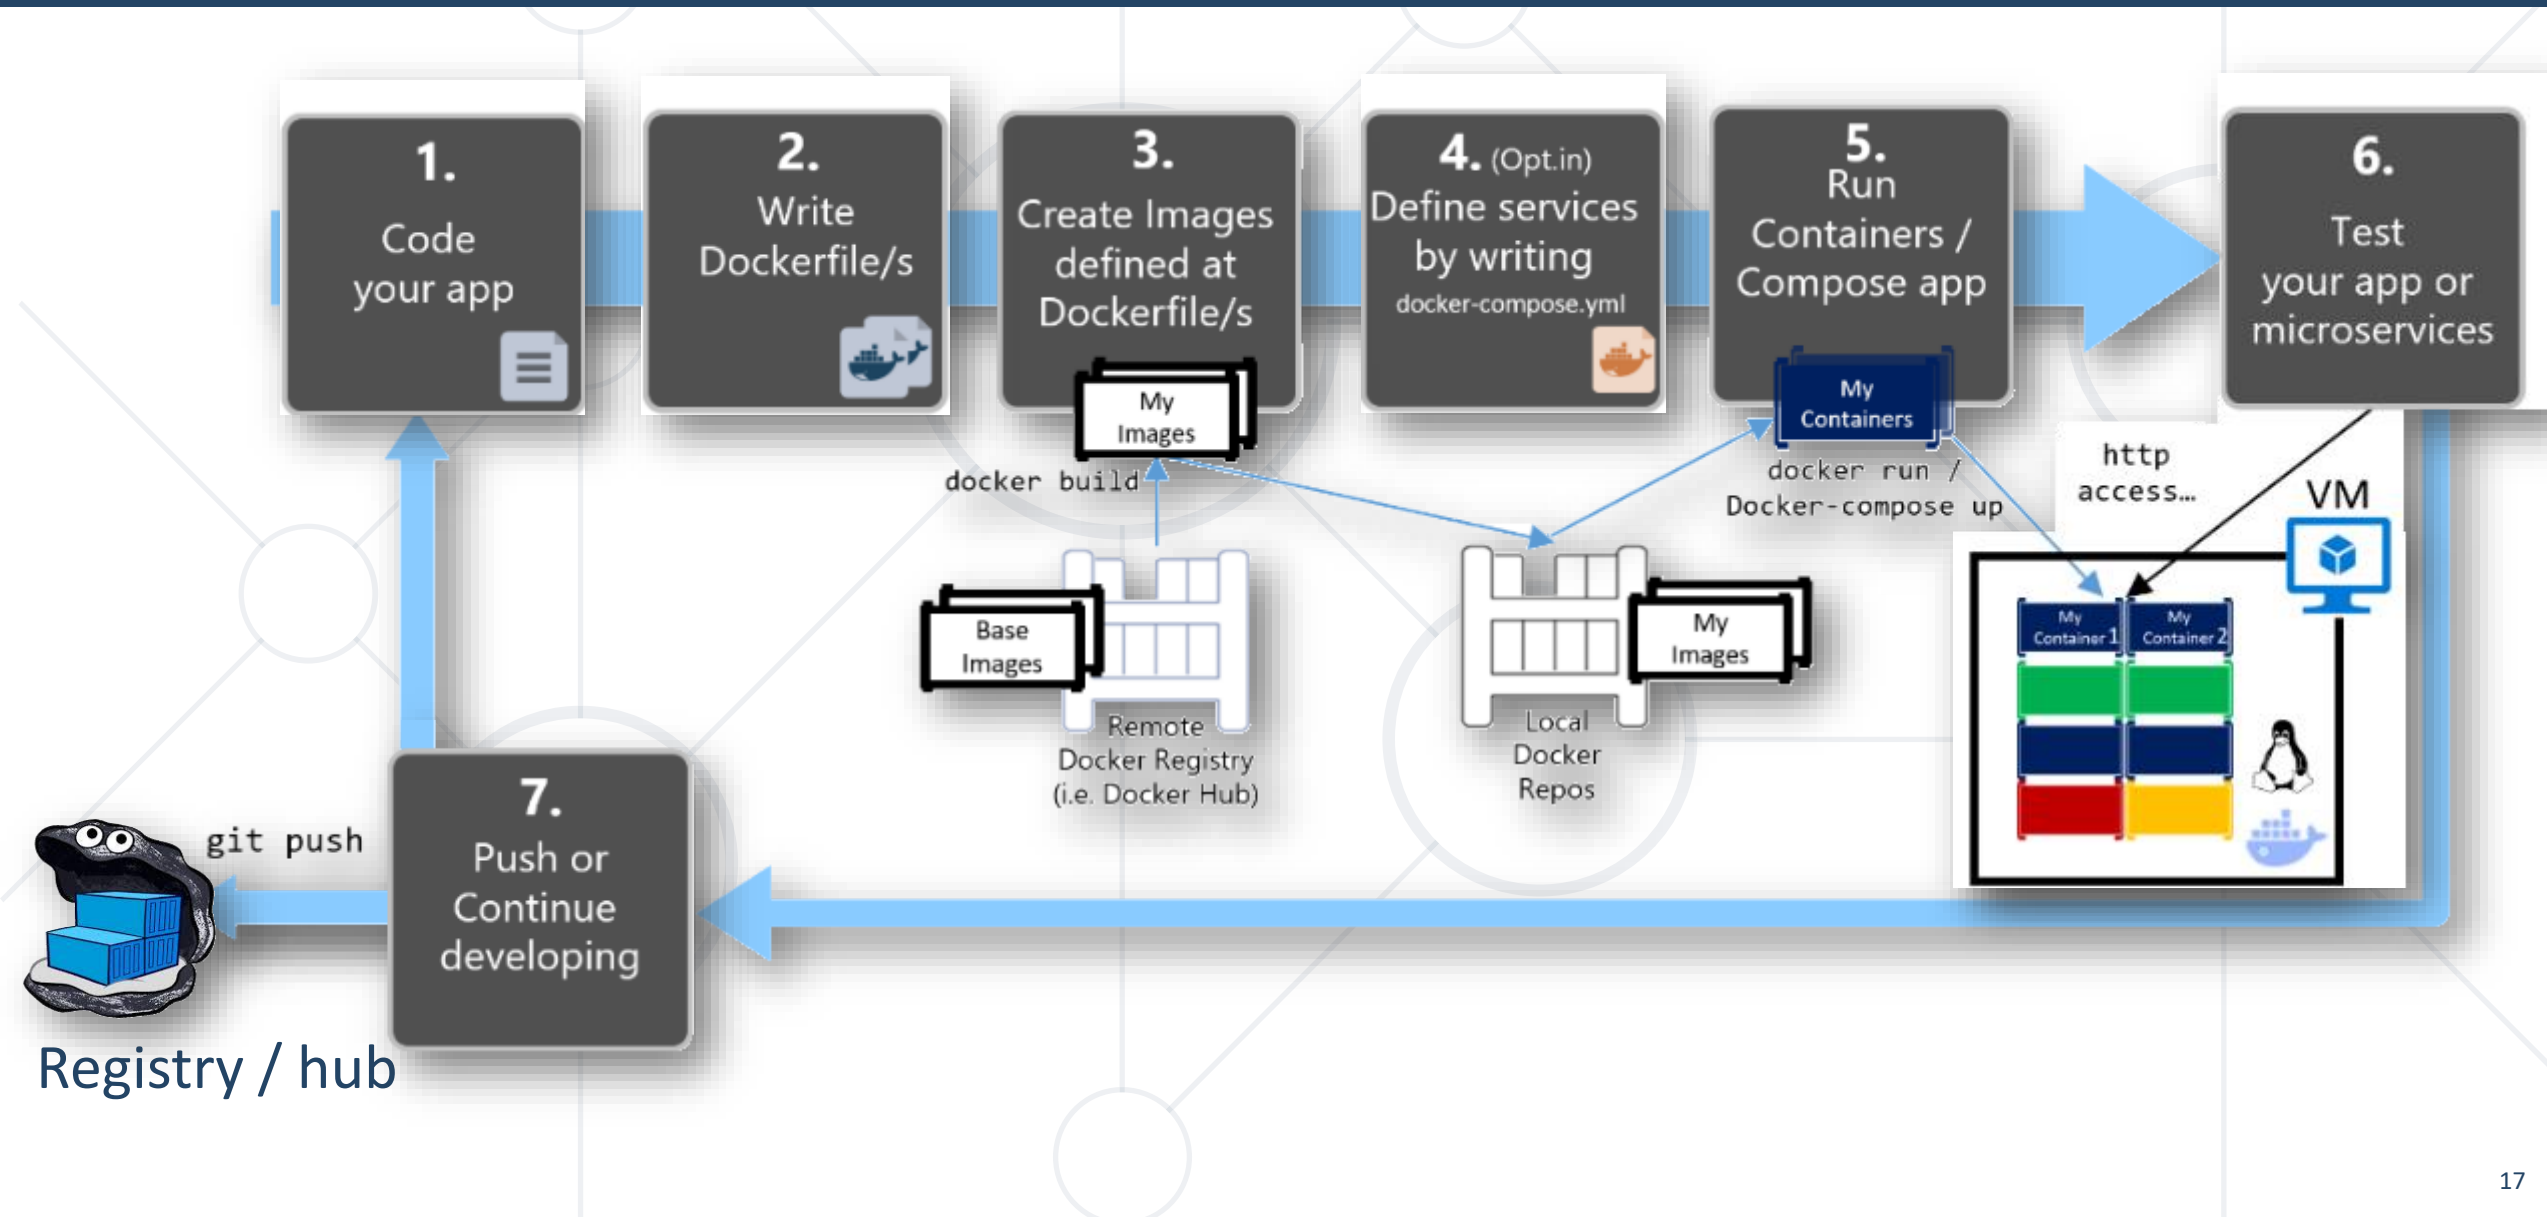 1.
Code
your app
2.
Write
Dockerfile/s
3.
Create Images
defined at
Dockerfile/s
My
Images
docker build
4. (Opt.in)
Define services
by writing
docker-compose.yml
5.
Run
Containers /
Compose app
My
Containers
docker run /
Docker-compose up
6.
Test
your app or
microservices
http
access...
VM
My
Container 1
My
Container 2
Base
Images
Remote
Docker Registry
(i.e. Docker Hub)
My
Images
Local
Docker
Repos
7.
Push or
Continue
developing
git push
Registry / hub
17